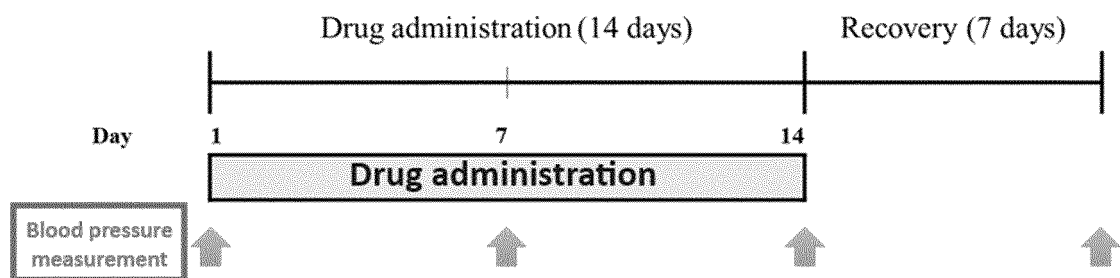 Drug administration (14 days) Recovery (7 days)
Day 1 7 14
Drug administration
Blood pressure
measurement